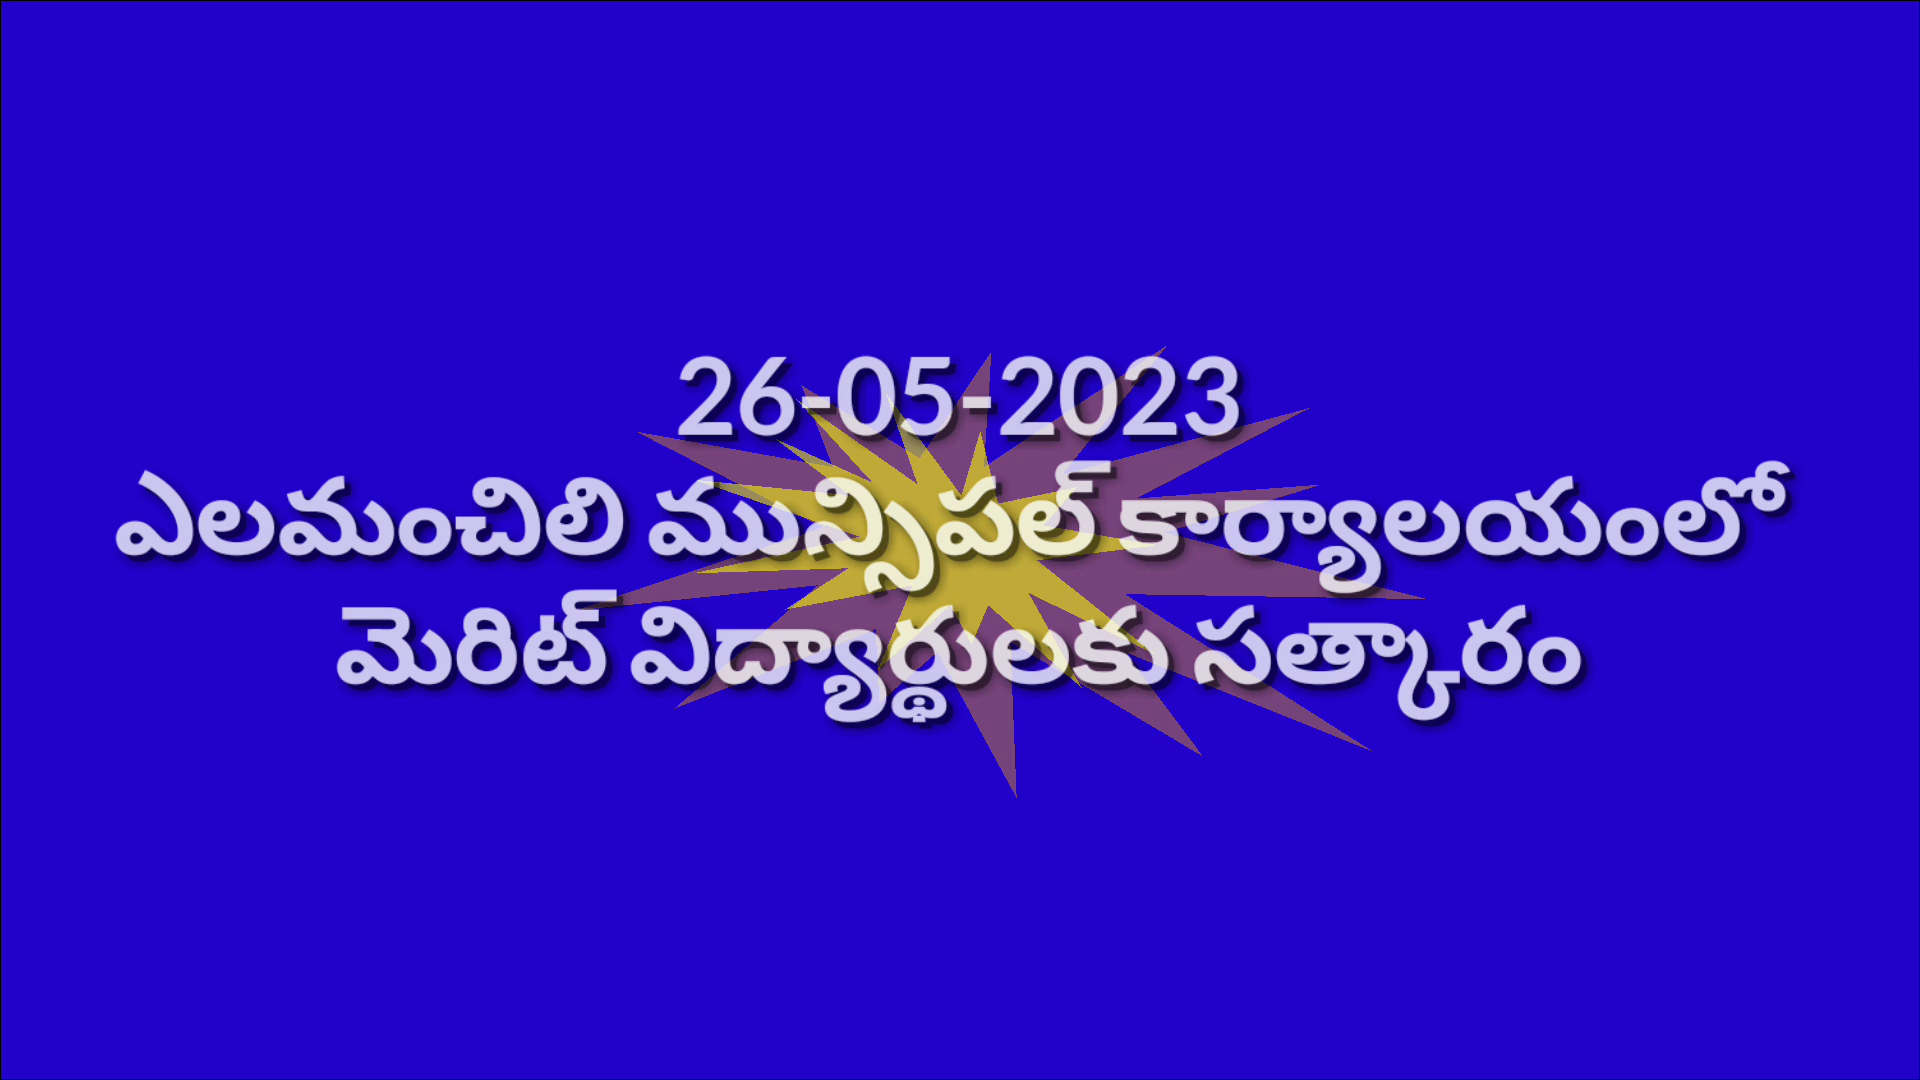 26-05-2023
ఎలమంచిలి మున్సిపల్ కార్యాలయంలో
మెరిట్ విద్యార్థులకు సత్కారం